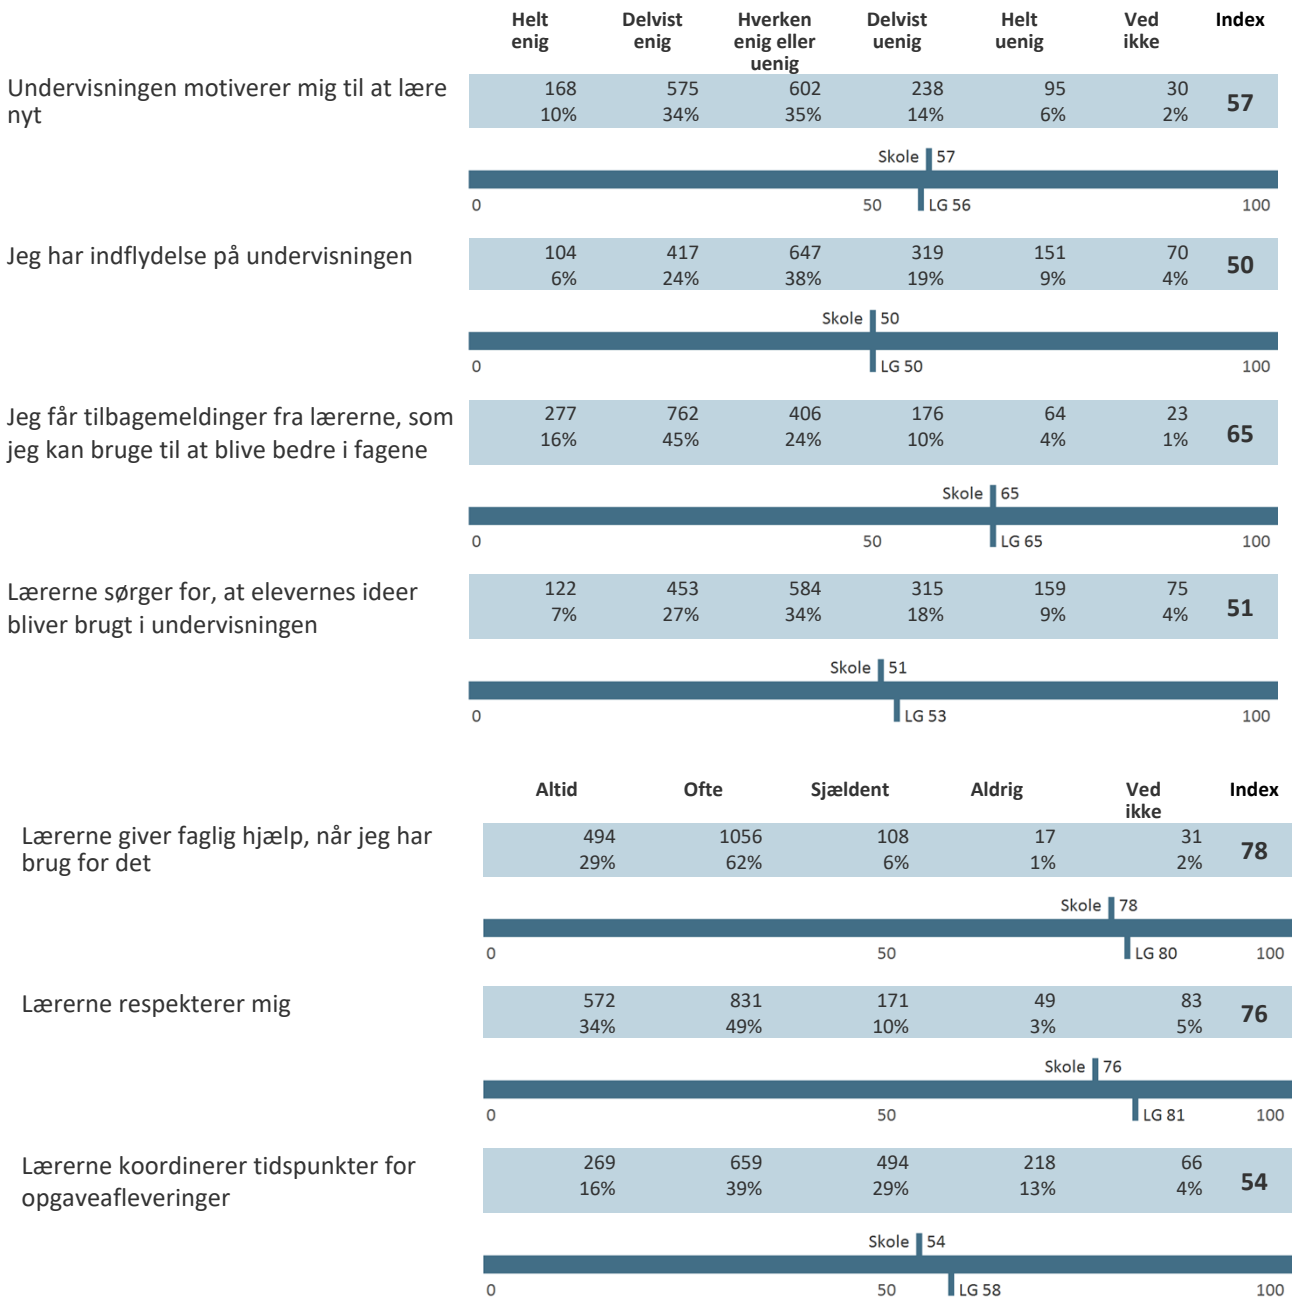 Helt enig Delvist enig Hverken enig eller uenig Delvist uenig Helt uenig Ved ikke Index
Undervisningen motiverer mig til at lære
nyt
168 575 602 238 95 30
10% 34% 35% 14% 6% 2%
57
Skole 57
0 50 LG 56 100
Jeg har indflydelse på undervisningen
104 417 647 319 151 70
6% 24% 38% 19% 9% 4%
50
Skole 50
0 LG 50 100
Jeg får tilbagemeldinger fra lærerne, som
jeg kan bruge til at blive bedre i fagene
277 762 406 176 64 23
16% 45% 24% 10% 4% 1%
65
Skole 65
0 50 LG 65 100
Lærerne sørger for, at elevernes ideer
bliver brugt i undervisningen
122 453 584 315 159 75
7% 27% 34% 18% 9% 4%
51
Skole 51
0 LG 53 100
Altid Ofte Sjældent Aldrig Ved ikke Index
Lærerne giver faglig hjælp, når jeg har
brug for det
494 1056 108 17 31
29% 62% 6% 1% 2%
78
Skole 78
0 50 LG 80 100
Lærerne respekterer mig
572 831 171 49 83
34% 49% 10% 3% 5%
76
Skole 76
0 50 LG 81 100
Lærerne koordinerer tidspunkter for
opgaveafleveringer
269 659 494 218 66
16% 39% 29% 13% 4%
54
Skole 54
0 50 LG 58 100